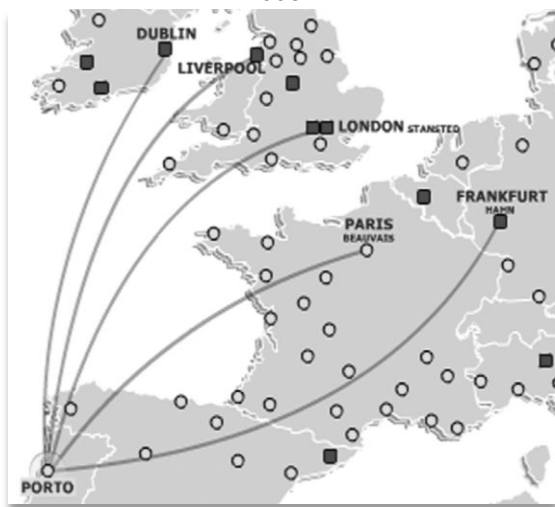 DUBLIN
LIVERPOOL
LONDON STANSTED
FRANKFURT
HAHN
PARIS
BEAUVAIS
PORTO